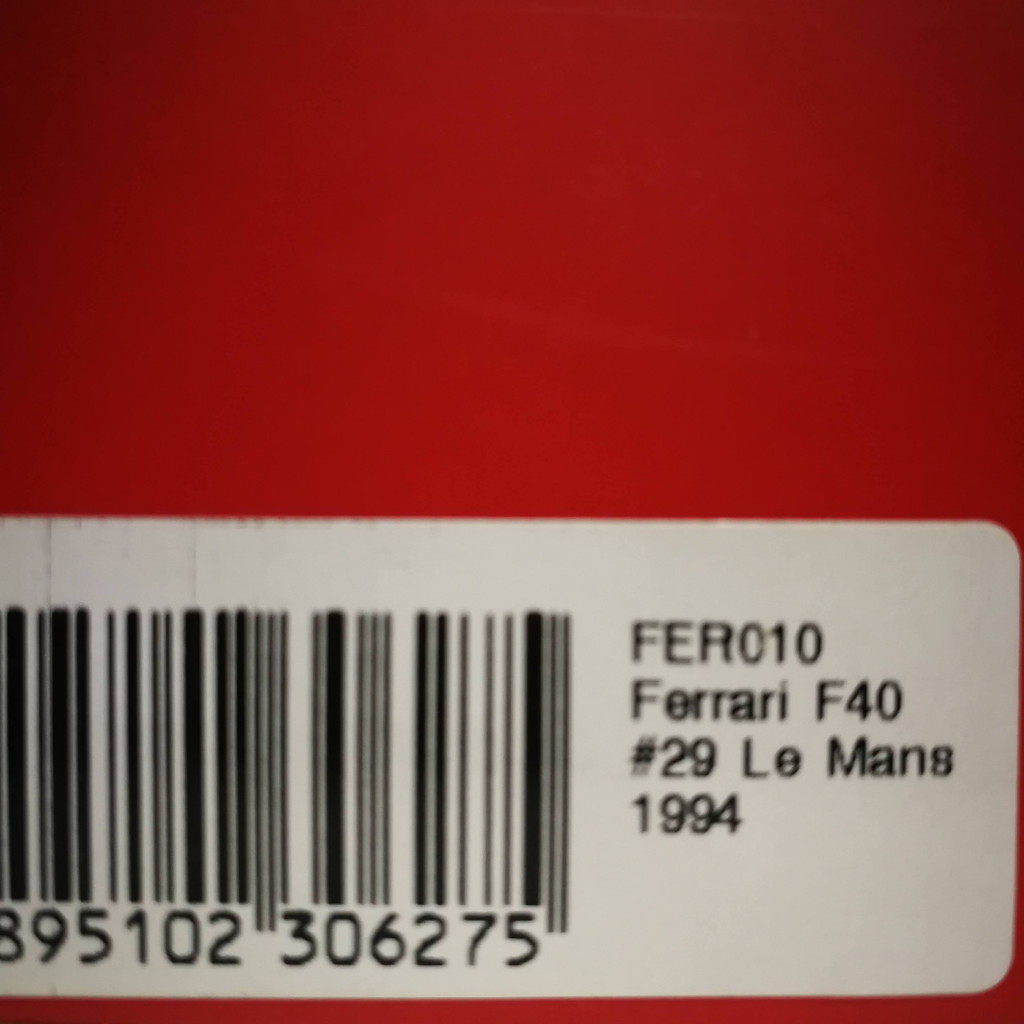 FER010
Ferrari F40
#29 Le Mans
1994
895102 306275